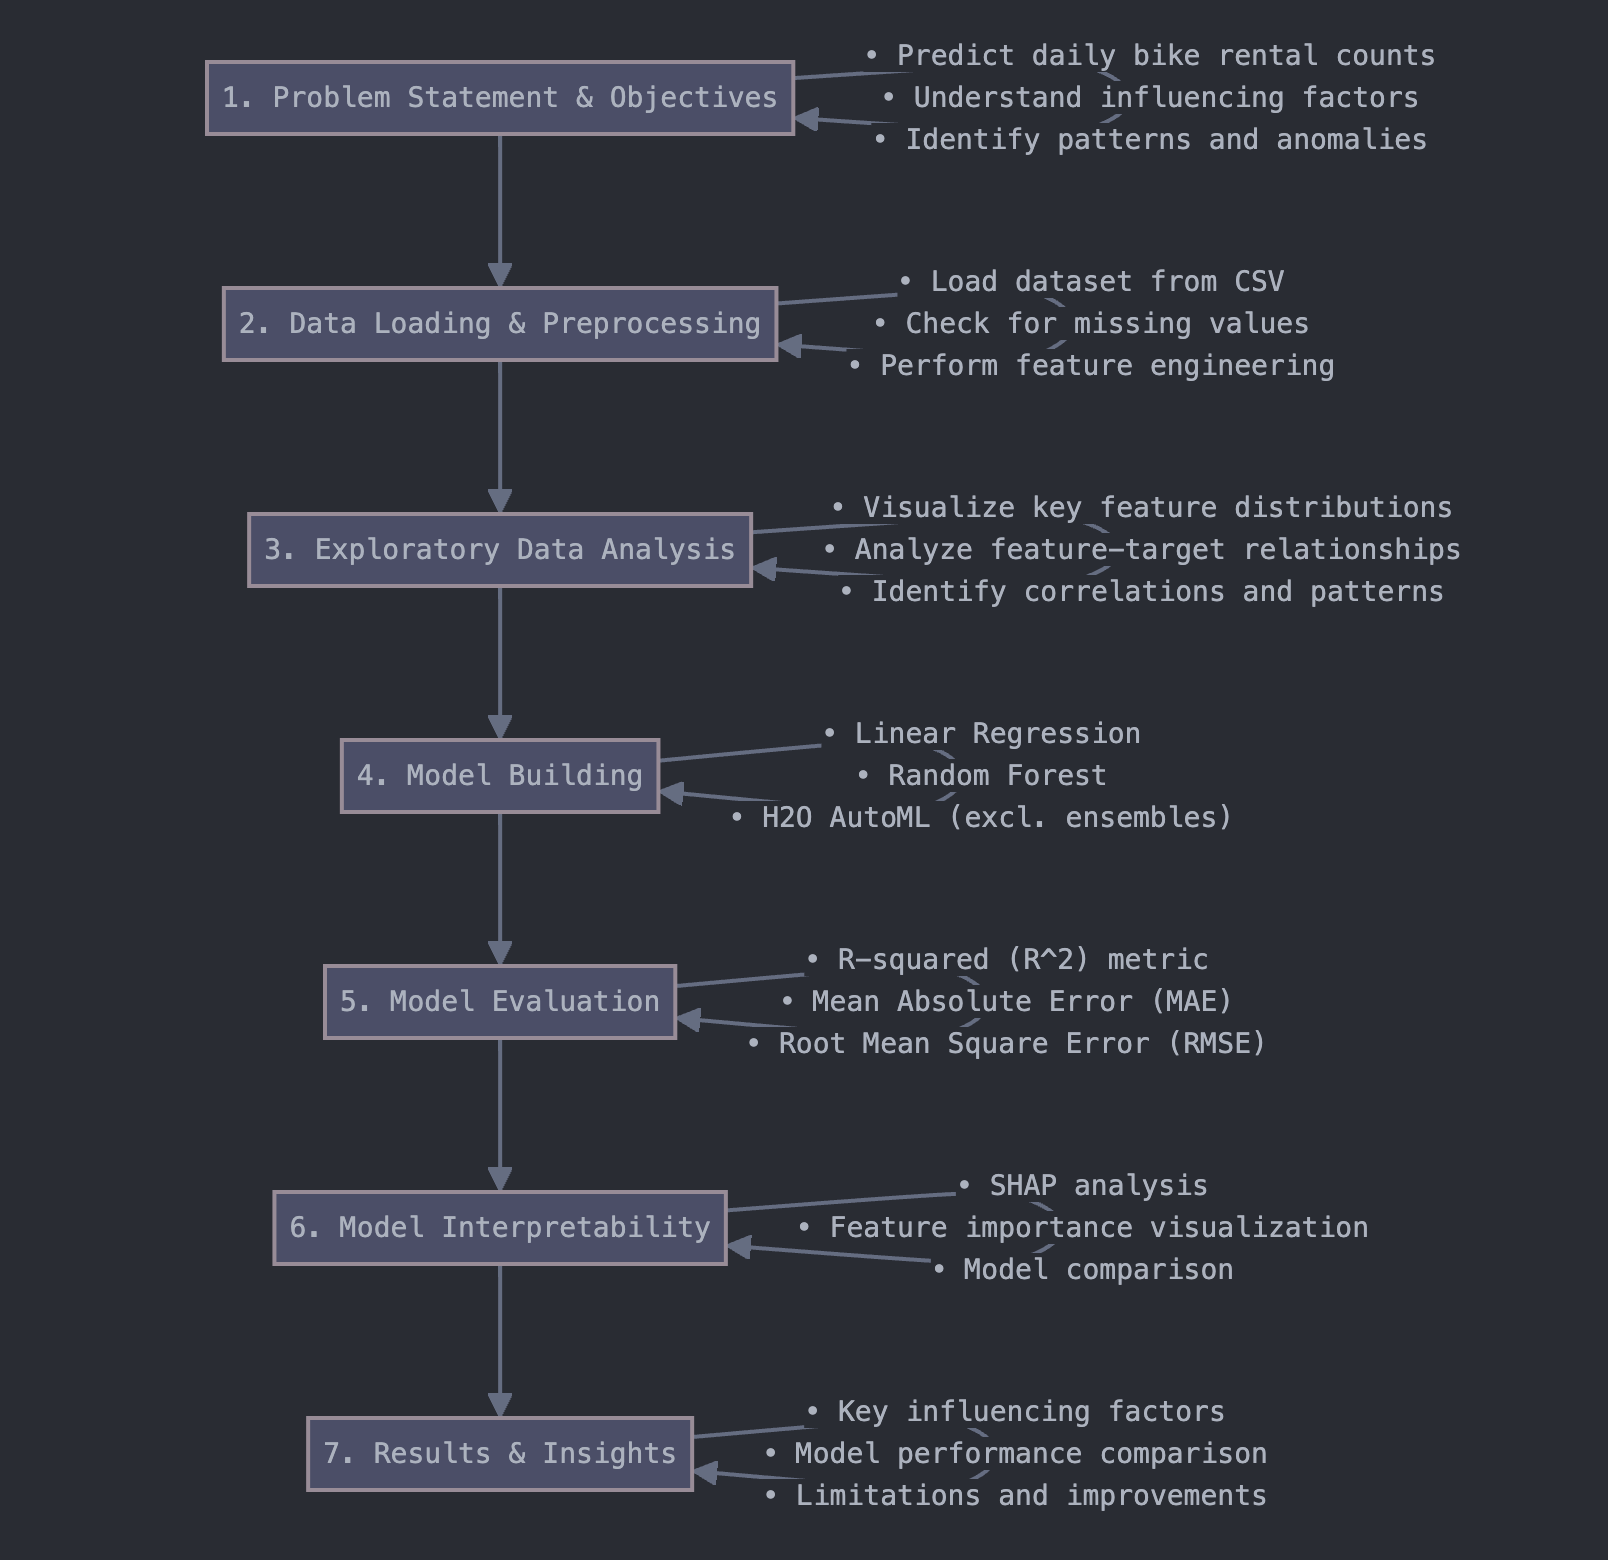 1. Problem Statement & Objectives
• Predict daily bike rental counts
• Understand influencing factors
• Identify patterns and anomalies
2. Data Loading & Preprocessing
• Load dataset from CSV
• Check for missing values
• Perform feature engineering
3. Exploratory Data Analysis
• Visualize key feature distributions
• Analyze feature-target relationships
• Identify correlations and patterns
4. Model Building
• Linear Regression
• Random Forest
• H2O AutoML (excl. ensembles)
5. Model Evaluation
• R-squared (R^2) metric
• Mean Absolute Error (MAE)
• Root Mean Square Error (RMSE)
6. Model Interpretability
• SHAP analysis
• Feature importance visualization
• Model comparison
7. Results & Insights
• Key influencing factors
• Model performance comparison
• Limitations and improvements